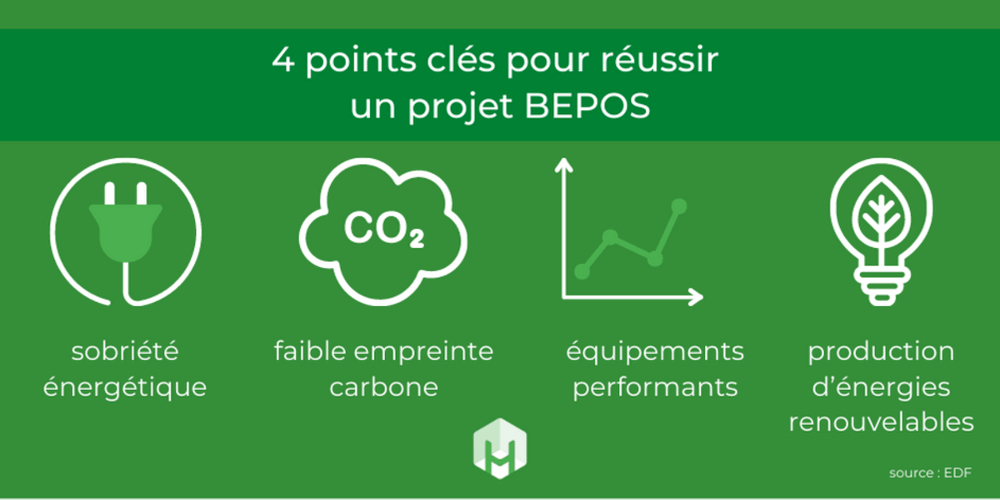 4 points clés pour réussir
un projet BEPOS
CO₂
sobriété
énergétique
faible empreinte
carbone
équipements
performants
production
d’énergies
renouvelables
source : EDF